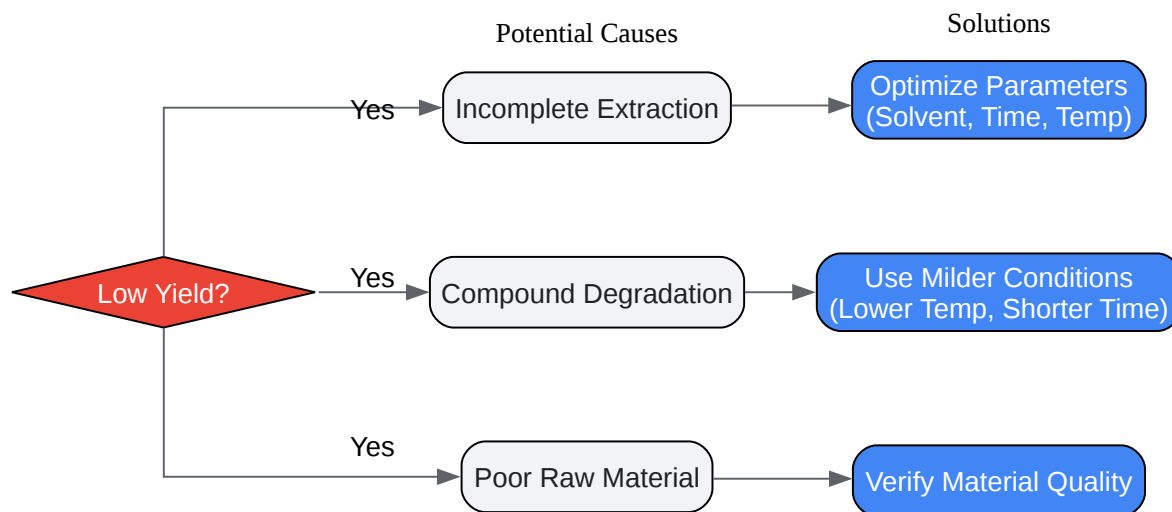 Potential Causes
Solutions
Yes
Incomplete Extraction
Optimize Parameters
(Solvent, Time, Temp)
Low Yield?
Yes
Compound Degradation
Use Milder Conditions
(Lower Temp, Shorter Time)
Yes
Poor Raw Material
Verify Material Quality